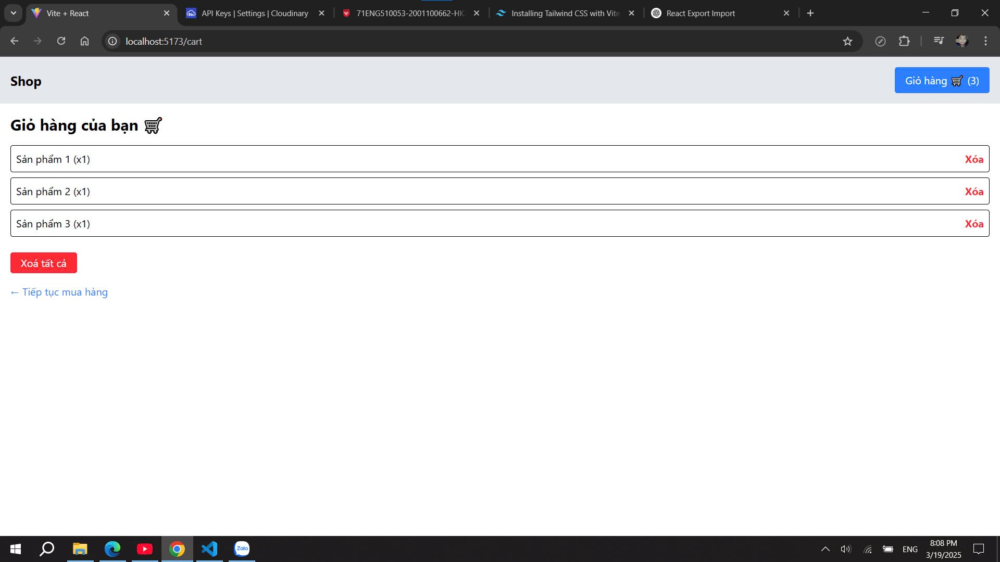 Vite + React
API Keys | Settings | Cloudinary
71ENG510053-2001100662-HK
Installing Tailwind CSS with Vite
React Export Import
localhost:5173/cart
Shop
Giỏ hàng 🛒 (3)
Giỏ hàng của bạn 🛒
Sản phẩm 1 (x1)
Xóa
Sản phẩm 2 (x1)
Xóa
Sản phẩm 3 (x1)
Xóa
Xoá tất cả
← Tiếp tục mua hàng
Zalo
ENG
8:08 PM
3/19/2025